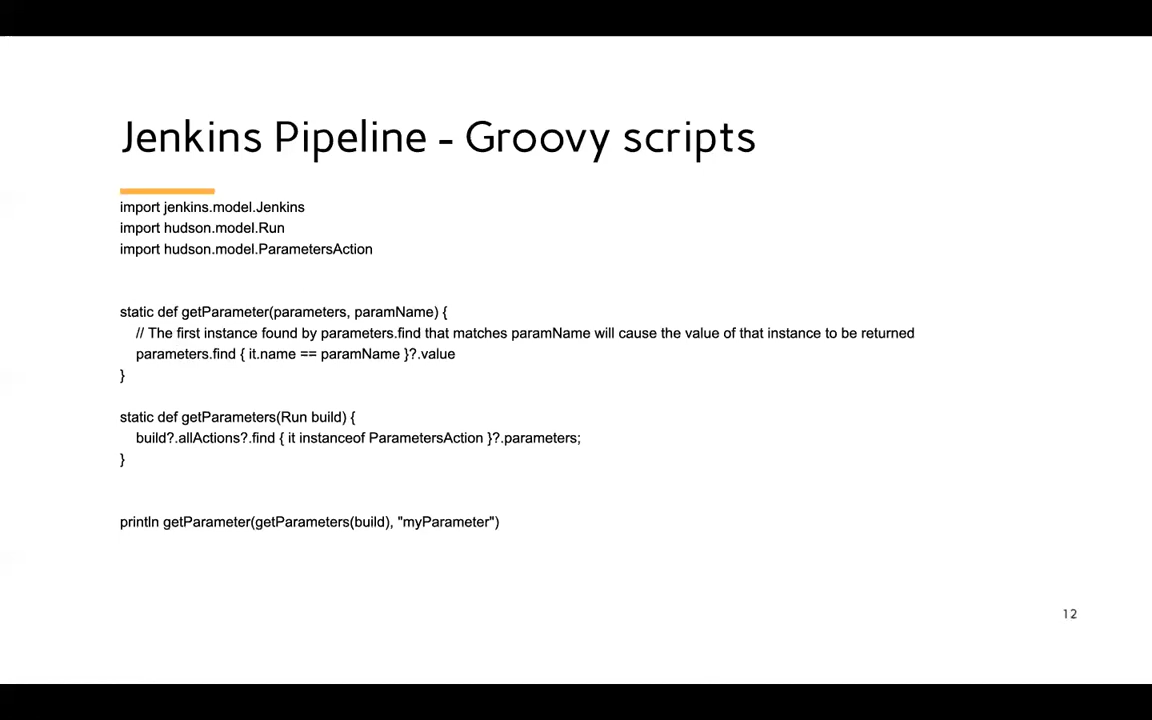 Jenkins Pipeline - Groovy scripts
import jenkins.model.Jenkins
import hudson.model.Run
import hudson.model.ParametersAction
static def getParameter(parameters, paramName) {
// The first instance found by parameters.find that matches paramName will cause the value of that instance to be returned
parameters.find { it.name == paramName }?.value
}
static def getParameters(Run build) {
build?.allActions?.find { it instanceof ParametersAction }?.parameters;
}
println getParameter(getParameters(build), "myParameter")
12